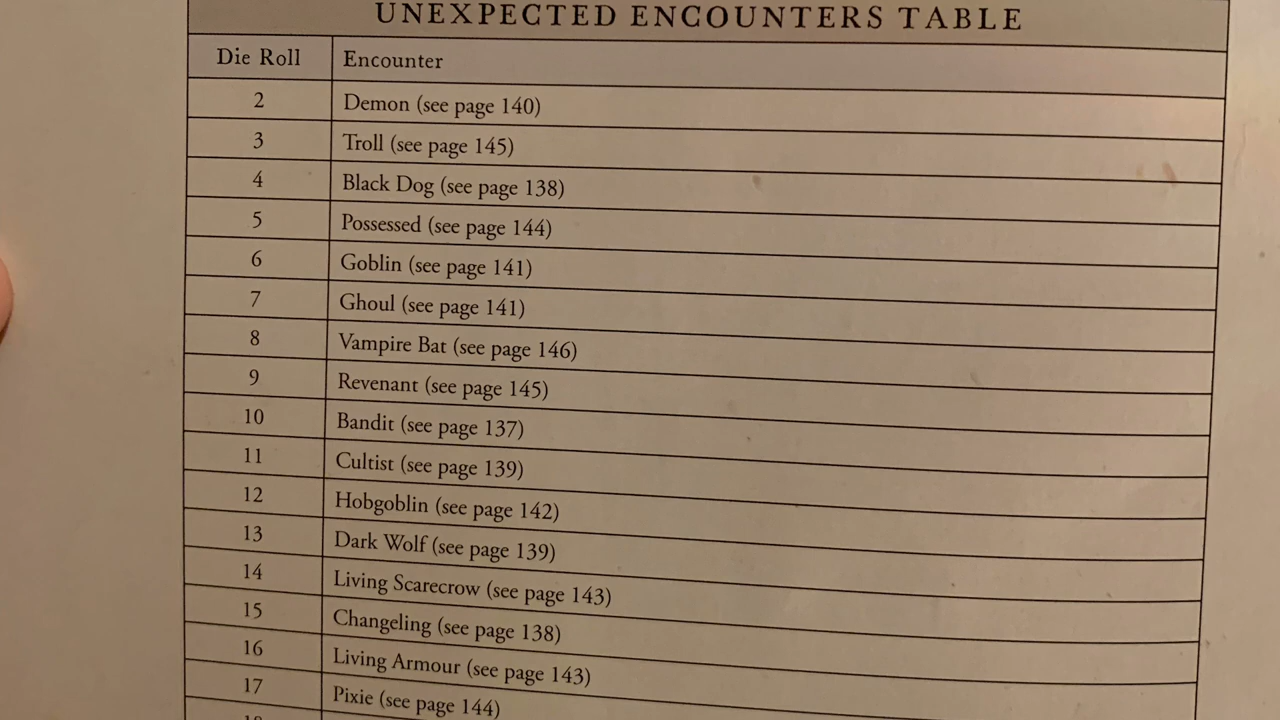 UNEXPECTED ENCOUNTERS TABLE
Die Roll Encounter
2 Demon (see page 140)
3 Troll (see page 145)
4 Black Dog (see page 138)
5 Possessed (see page 144)
6 Goblin (see page 141)
7 Ghoul (see page 141)
8 Vampire Bat (see page 146)
9 Revenant (see page 145)
10 Bandit (see page 137)
11 Cultist (see page 139)
12 Hobgoblin (see page 142)
13 Dark Wolf (see page 139)
14 Living Scarecrow (see page 143)
15 Changeling (see page 138)
16 Living Armour (see page 143)
17 Pixie (see page 144)